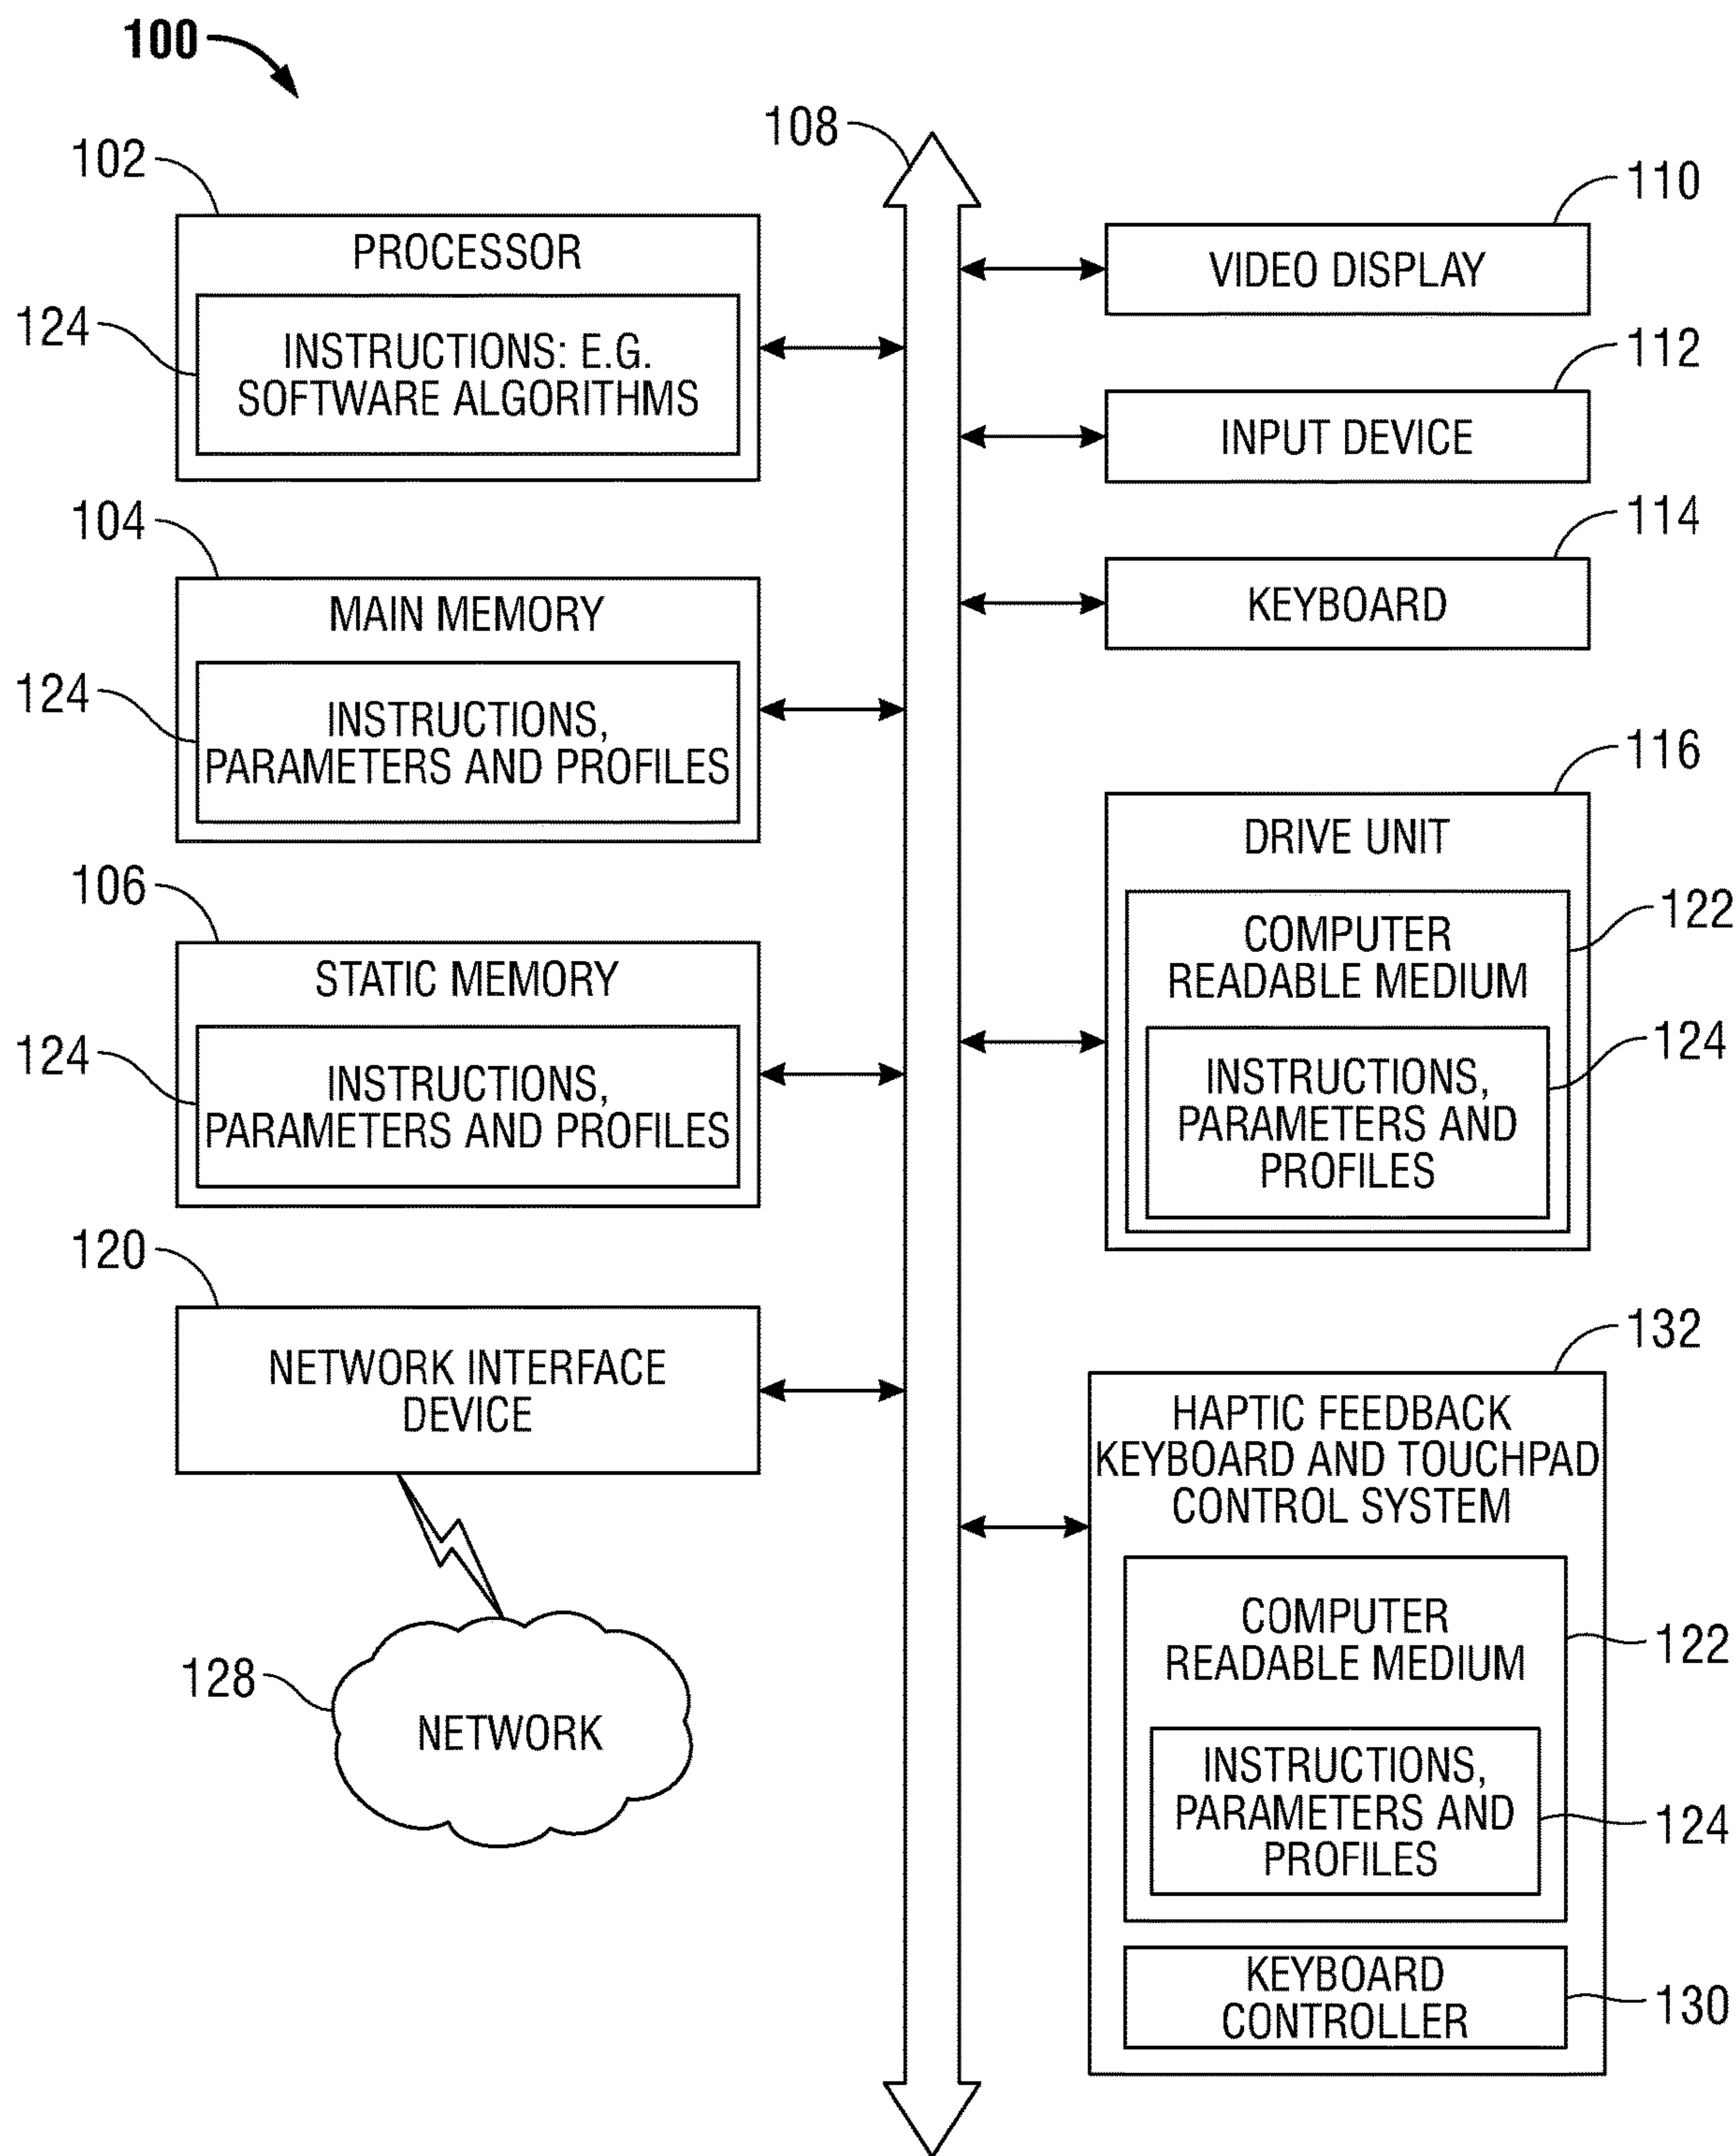 100
108
102
PROCESSOR
124
INSTRUCTIONS: E.G.
SOFTWARE ALGORITHMS
104
MAIN MEMORY
124
INSTRUCTIONS,
PARAMETERS AND PROFILES
106
STATIC MEMORY
124
INSTRUCTIONS,
PARAMETERS AND PROFILES
120
NETWORK INTERFACE
DEVICE
128
NETWORK
110
VIDEO DISPLAY
112
INPUT DEVICE
114
KEYBOARD
116
DRIVE UNIT
122
COMPUTER
READABLE MEDIUM
124
INSTRUCTIONS,
PARAMETERS AND
PROFILES
132
HAPTIC FEEDBACK
KEYBOARD AND TOUCHPAD
CONTROL SYSTEM
COMPUTER
READABLE MEDIUM
122
INSTRUCTIONS,
PARAMETERS AND
PROFILES
124
KEYBOARD
CONTROLLER
130